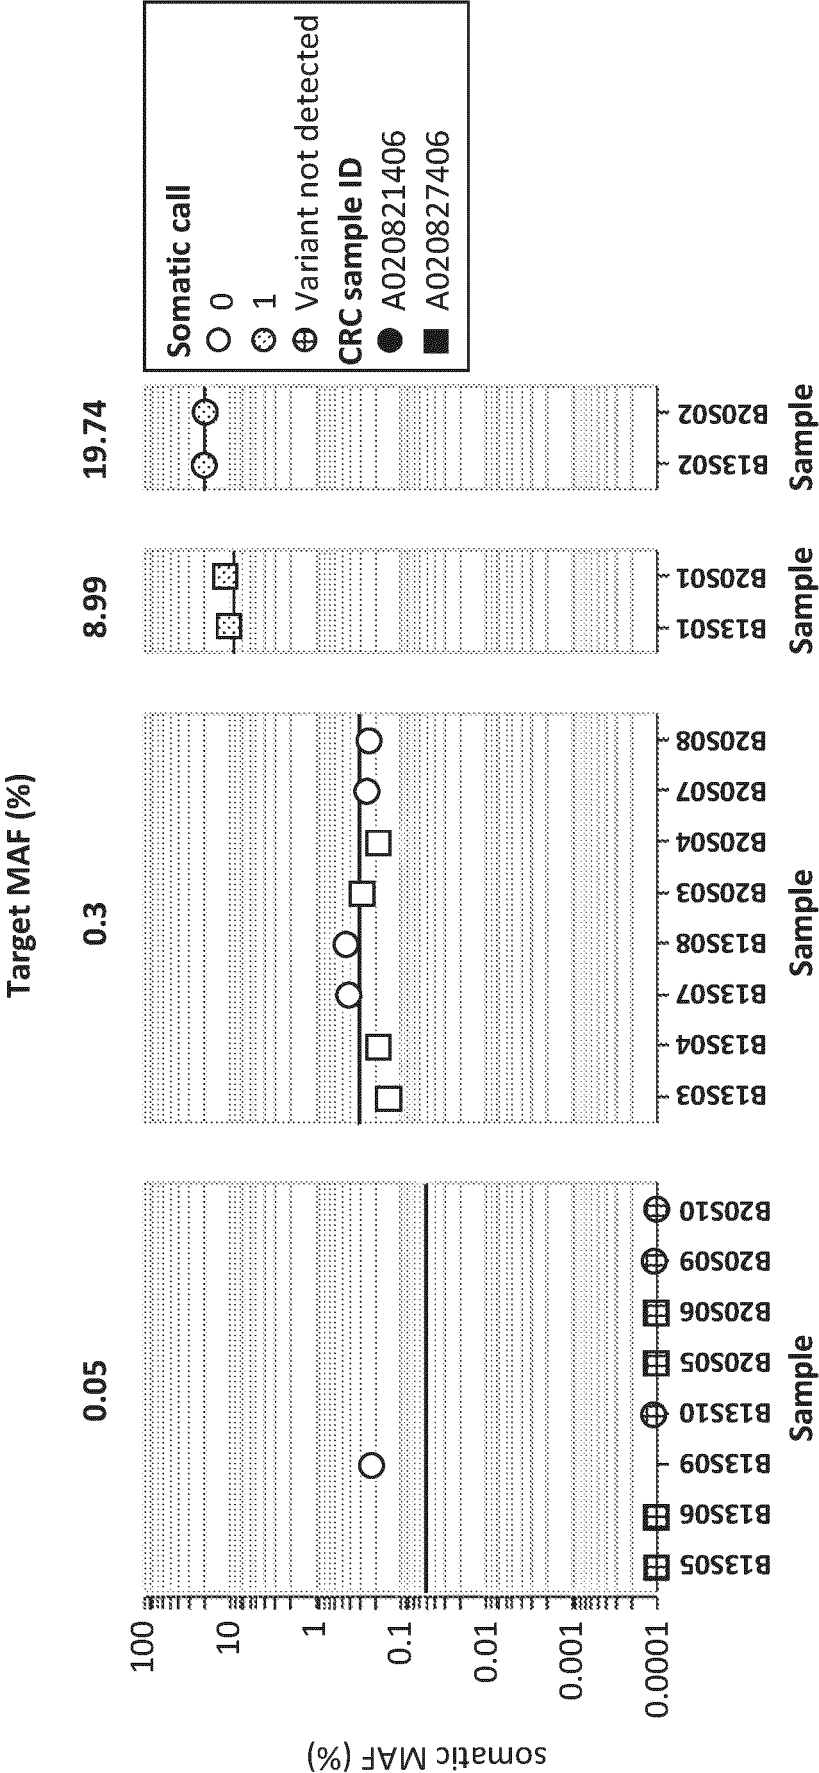 Target MAF (%)
0.05
0.3
8.99
19.74
somatic MAF (%)
100
10
1
0.1
0.01
0.001
0.0001
B13S05
B13S06
B13S09
B13S10
B20S05
B20S06
B20S09
B20S10
Sample
B13S03
B13S04
B13S07
B13S08
B20S03
B20S04
B20S07
B20S08
Sample
B13S01
B20S01
Sample
B13S02
B20S02
Sample
Somatic call
0
1
Variant not detected
CRC sample ID
A020821406
A020827406